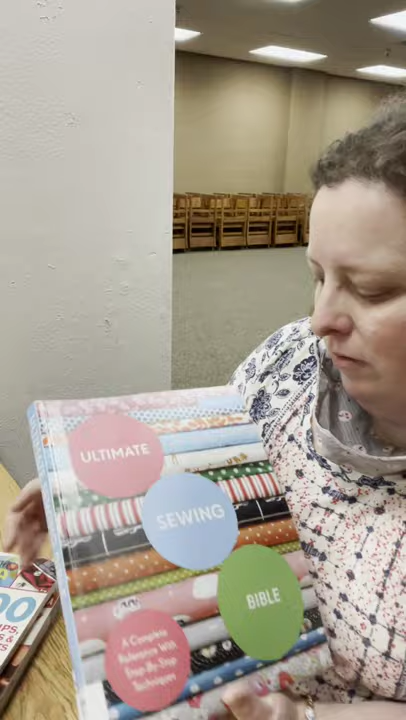 ULTIMATE
SEWING
BIBLE
A Complete
Reference With
Step-By-Step
Techniques